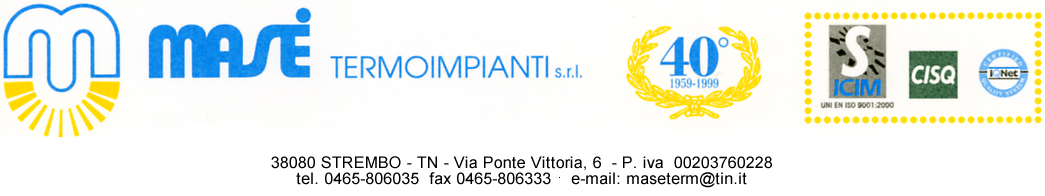 MASÈ TERMOIMPIANTI s.r.l.
40°
1959-1999
S
ICIM
UNI EN ISO 9001:2000
CISQ
IQNet
38080 STREMBO - TN - Via Ponte Vittoria, 6 - P. iva 00203760228
tel. 0465-806035 fax 0465-806333 e-mail: maseterm@tin.it